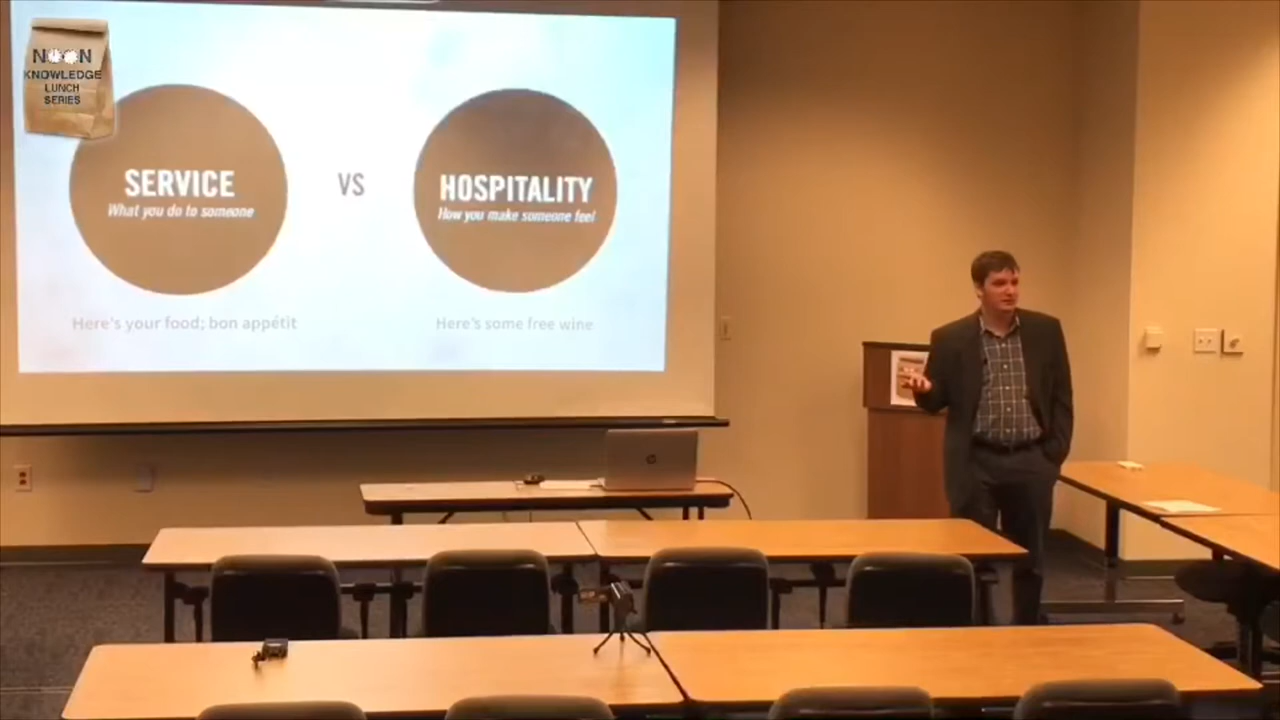 NOON
KNOWLEDGE
LUNCH
SERIES
SERVICE
What you do to someone
VS
HOSPITALITY
How you make someone feel
Here's your food; bon appétit
Here's some free wine
hp